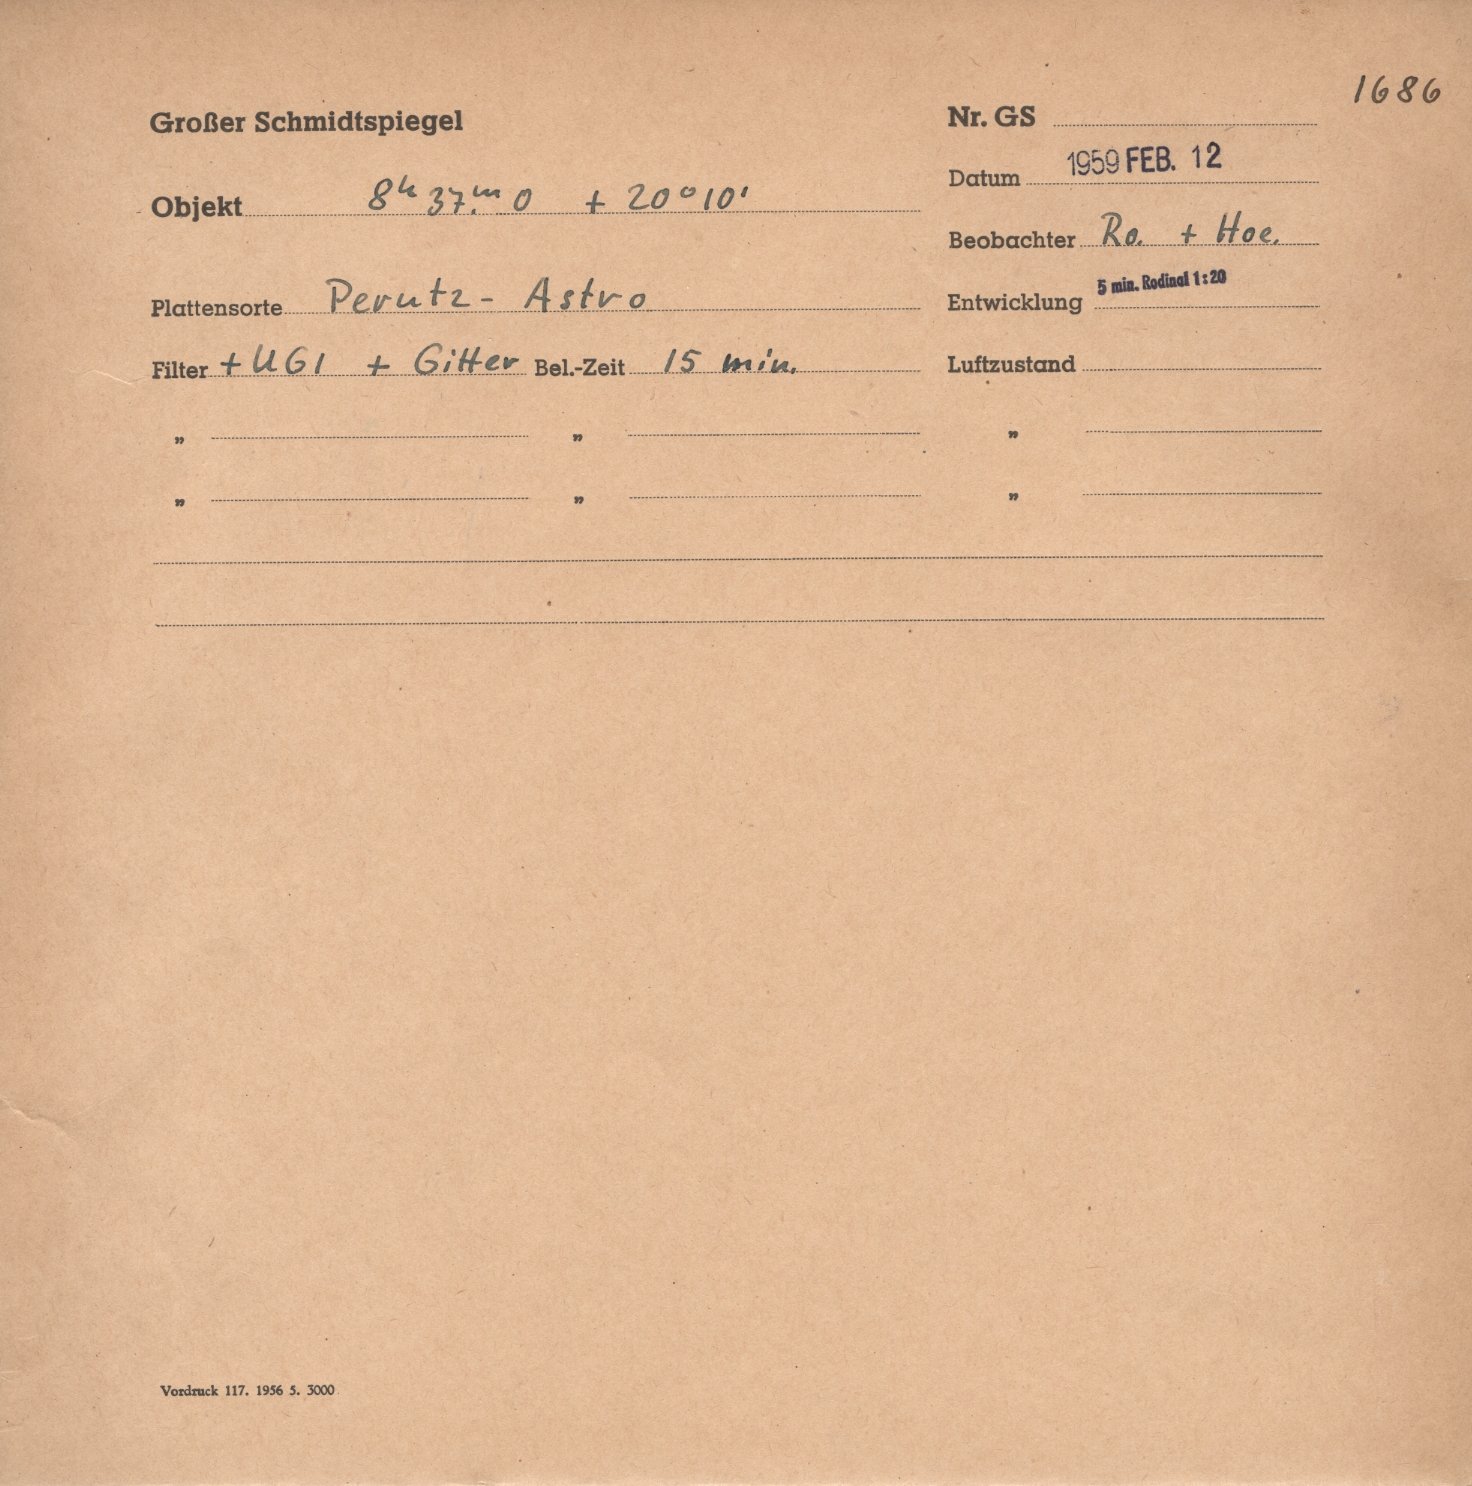 1686
Großer Schmidtspiegel
Nr. GS
Datum 1959 FEB. 12
Objekt 8ʰ 37.ᵐ0 + 20°10'
Beobachter Ro. + Hoe.
Plattensorte Perutz - Astro
Entwicklung 5 min. Rodinal 1:20
Filter + UG1 + Gitter Bel.-Zeit 15 min.
Luftzustand
„ „ „
„ „ „
Vordruck 117. 1956 5. 3000